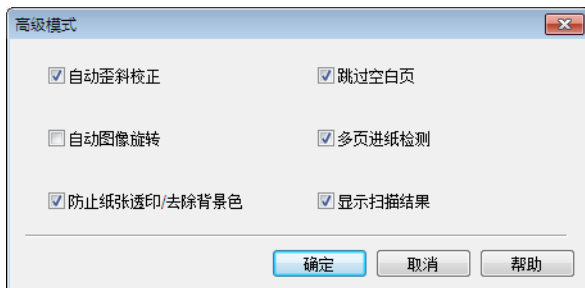 高级模式
自动歪斜校正
跳过空白页
自动图像旋转
多页进纸检测
防止纸张透印/去除背景色
显示扫描结果
确定
取消
帮助